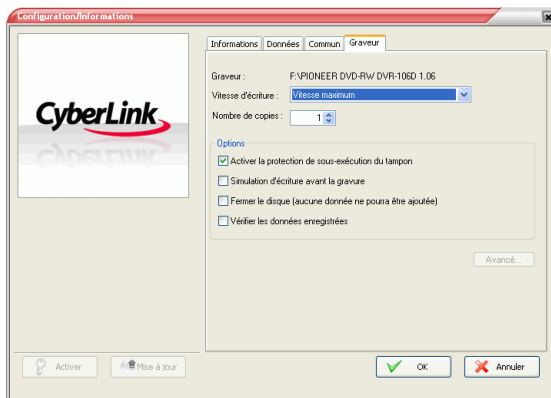 Configuration/Informations
CyberLink
Informations Données Commun Graveur
Graveur : F:\PIONEER DVD-RW DVR-106D 1.06
Vitesse d'écriture : Vitesse maximum
Nombre de copies : 1
Options
Activer la protection de sous-exécution du tampon
Simulation d'écriture avant la gravure
Fermer le disque (aucune donnée ne pourra être ajoutée)
Vérifier les données enregistrées
Avancé...
Activer Mise à jour OK Annuler